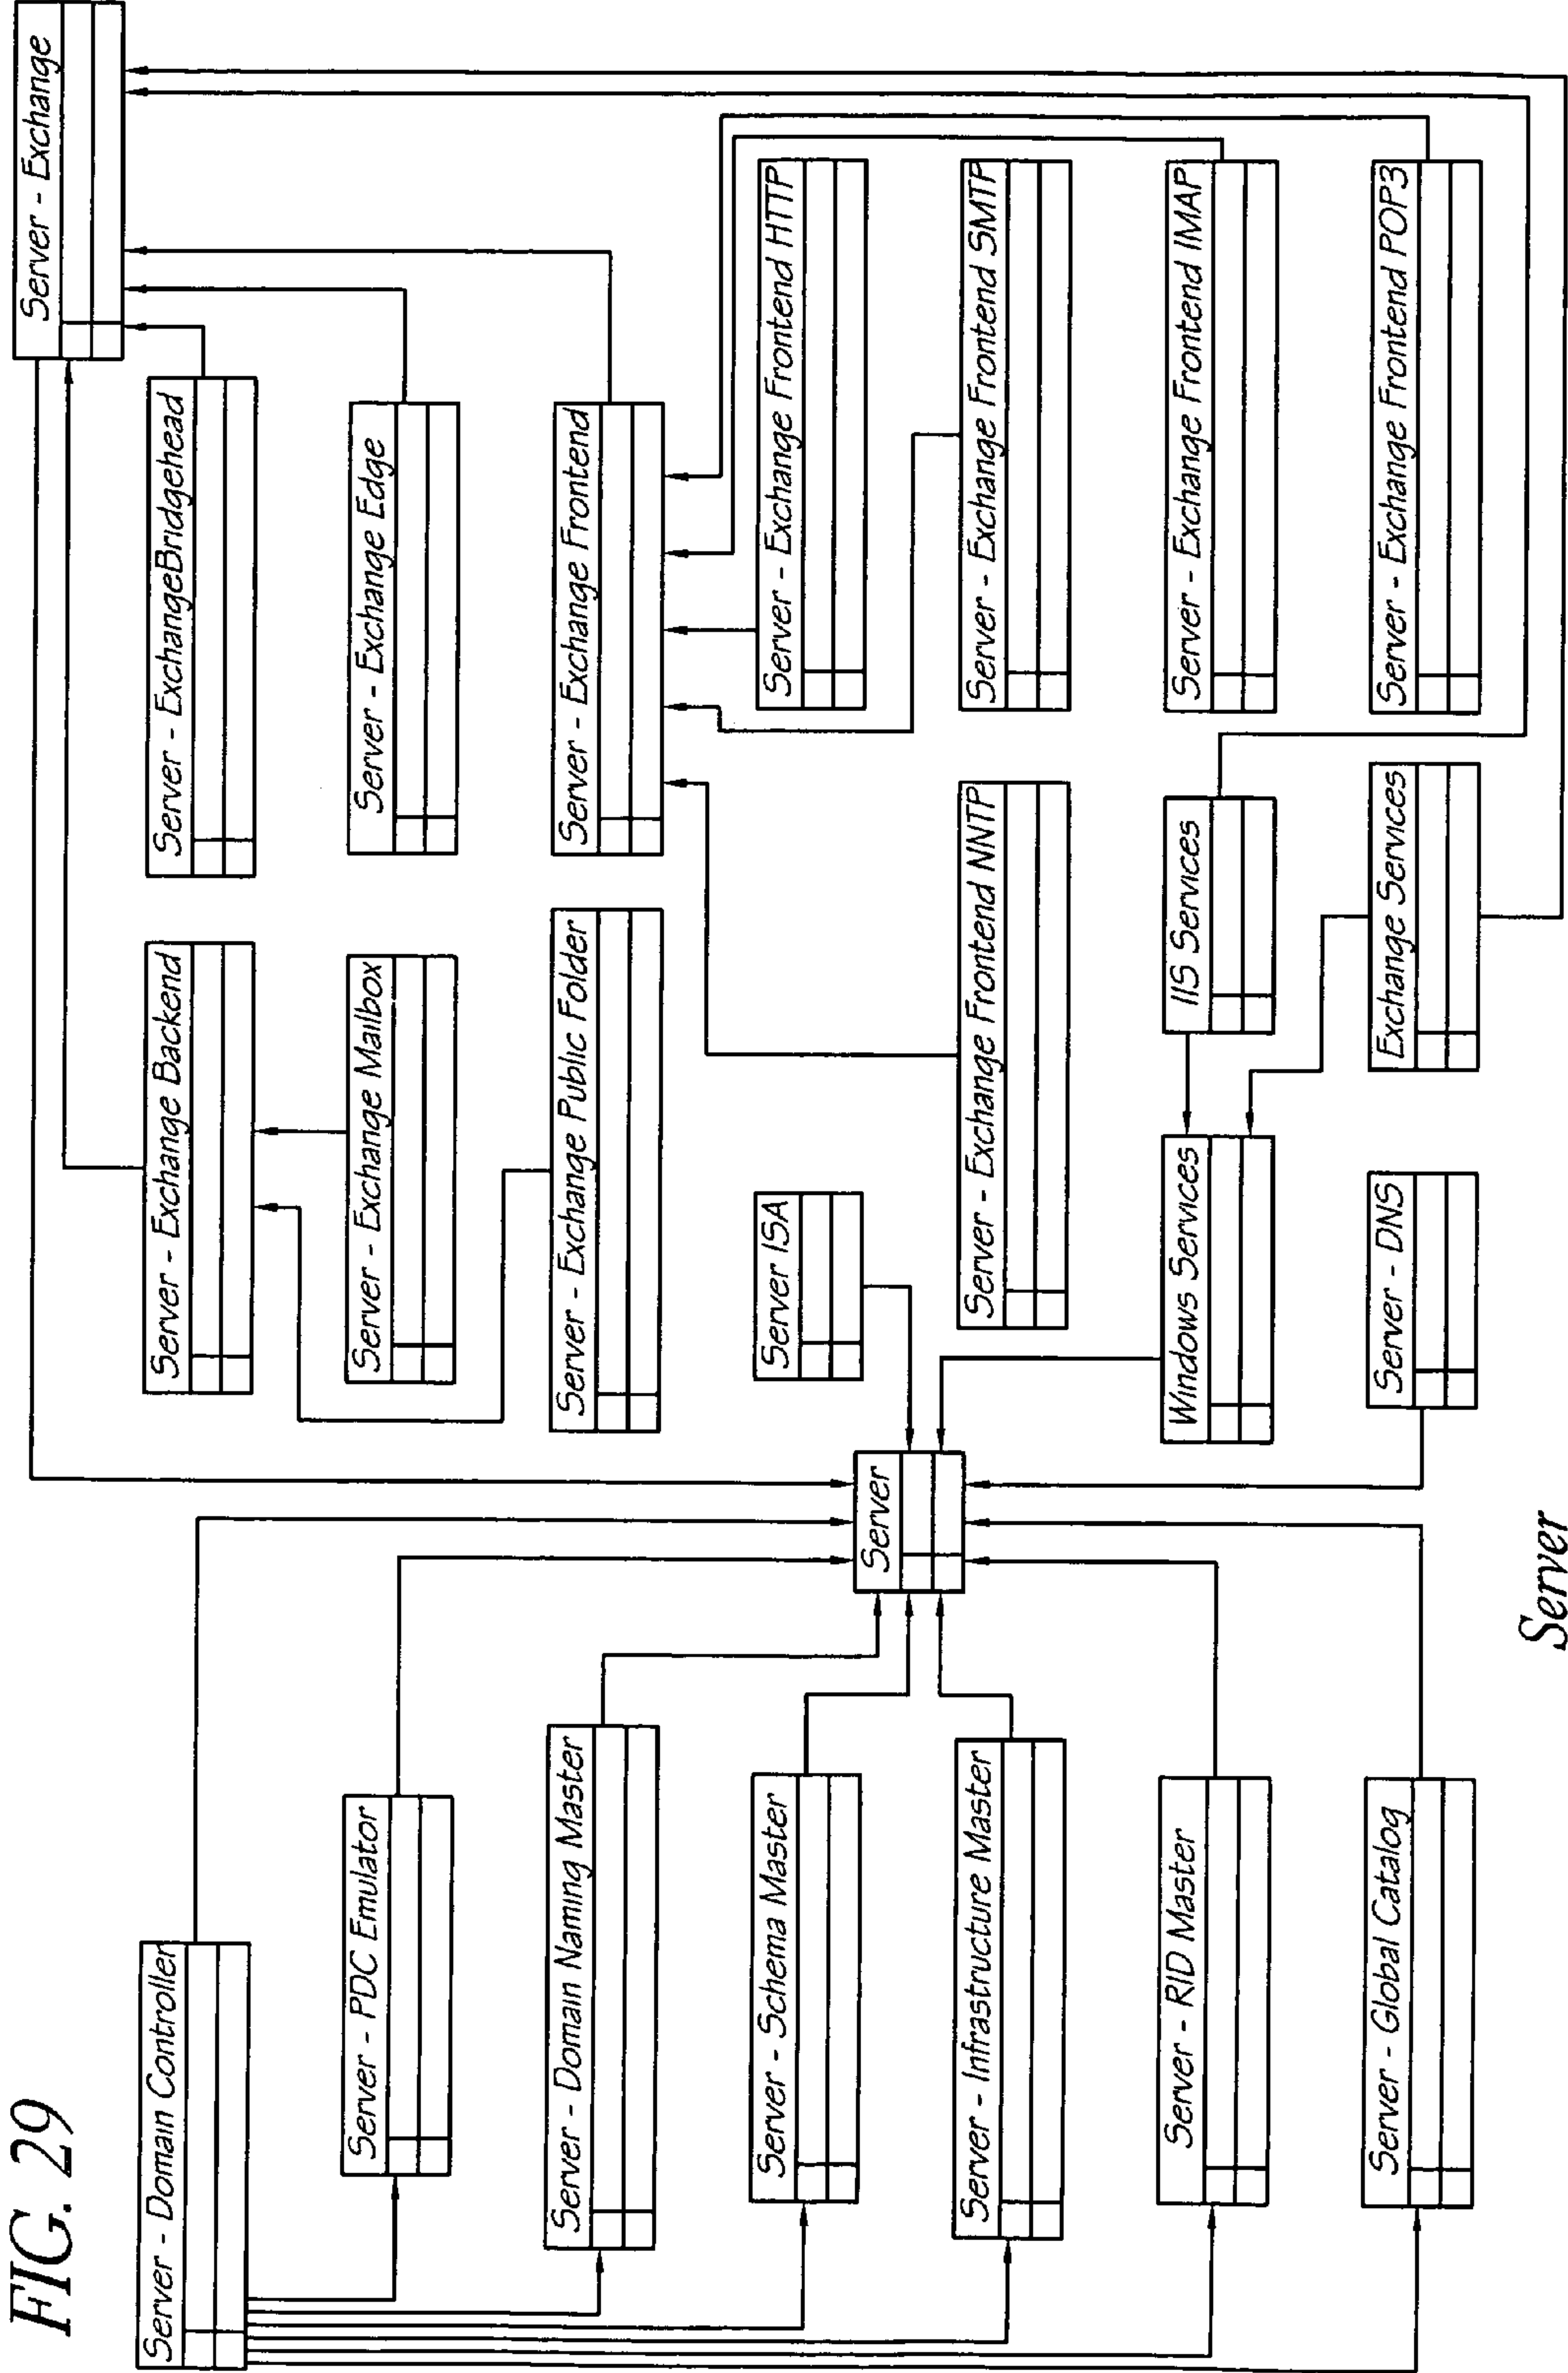 FIG. 29
Server - Domain Controller
Server - PDC Emulator
Server - Domain Naming Master
Server - Schema Master
Server - Infrastructure Master
Server - RID Master
Server - Global Catalog
Server
Server - Exchange Backend
Server - Exchange Mailbox
Server - Exchange Public Folder
Server ISA
Server - Exchange Frontend NNTP
Windows Services
Server - DNS
IIS Services
Exchange Services
Server - Exchange
Server - ExchangeBridgehead
Server - Exchange Edge
Server - Exchange Frontend
Server - Exchange Frontend HTTP
Server - Exchange Frontend SMTP
Server - Exchange Frontend IMAP
Server - Exchange Frontend POP3
Server